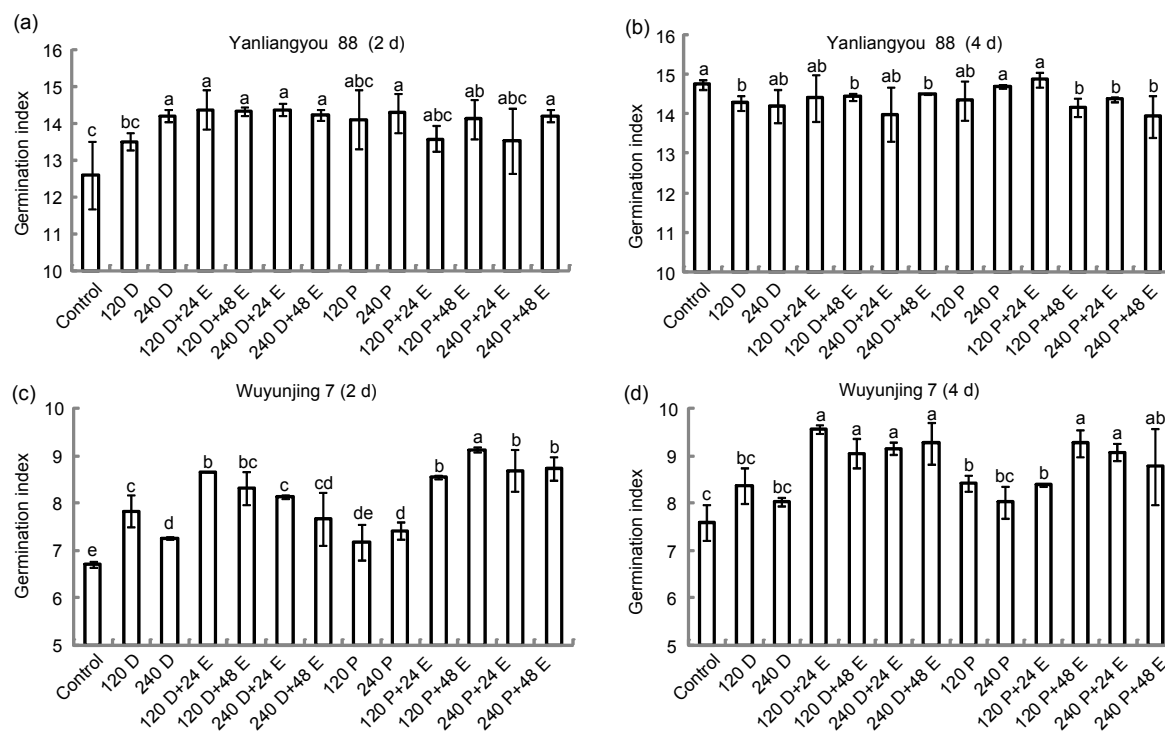 (a)
Yanliangyou 88 (2 d)
Germination index
16
15
14
13
12
11
10
c
bc
a
a
a
a
a
abc
a
abc
ab
abc
a
Control
120 D
240 D
120 D+24 E
120 D+48 E
240 D+24 E
240 D+48 E
120 P
240 P
120 P+24 E
120 P+48 E
240 P+24 E
240 P+48 E
(b)
Yanliangyou 88 (4 d)
Germination index
16
15
14
13
12
11
10
a
b
ab
ab
b
ab
b
ab
a
a
b
b
b
Control
120 D
240 D
120 D+24 E
120 D+48 E
240 D+24 E
240 D+48 E
120 P
240 P
120 P+24 E
120 P+48 E
240 P+24 E
240 P+48 E
(c)
Wuyunjing 7 (2 d)
Germination index
10
9
8
7
6
5
e
c
d
b
bc
c
cd
de
d
b
a
b
b
Control
120 D
240 D
120 D+24 E
120 D+48 E
240 D+24 E
240 D+48 E
120 P
240 P
120 P+24 E
120 P+48 E
240 P+24 E
240 P+48 E
(d)
Wuyunjing 7 (4 d)
Germination index
10
9
8
7
6
5
c
bc
bc
a
a
a
a
b
bc
b
a
a
ab
Control
120 D
240 D
120 D+24 E
120 D+48 E
240 D+24 E
240 D+48 E
120 P
240 P
120 P+24 E
120 P+48 E
240 P+24 E
240 P+48 E